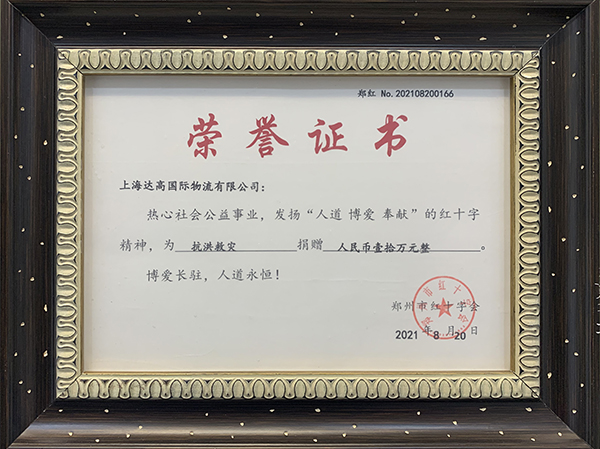 郑红 No.202108200166
荣誉证书
上海达高国际物流有限公司：
热心社会公益事业，发扬“人道 博爱 奉献”的红十字
精神，为 抗洪救灾 捐赠 人民币壹拾万元整 。
博爱长驻，人道永恒！
郑州市红十字会
2021 年 8 月 20 日